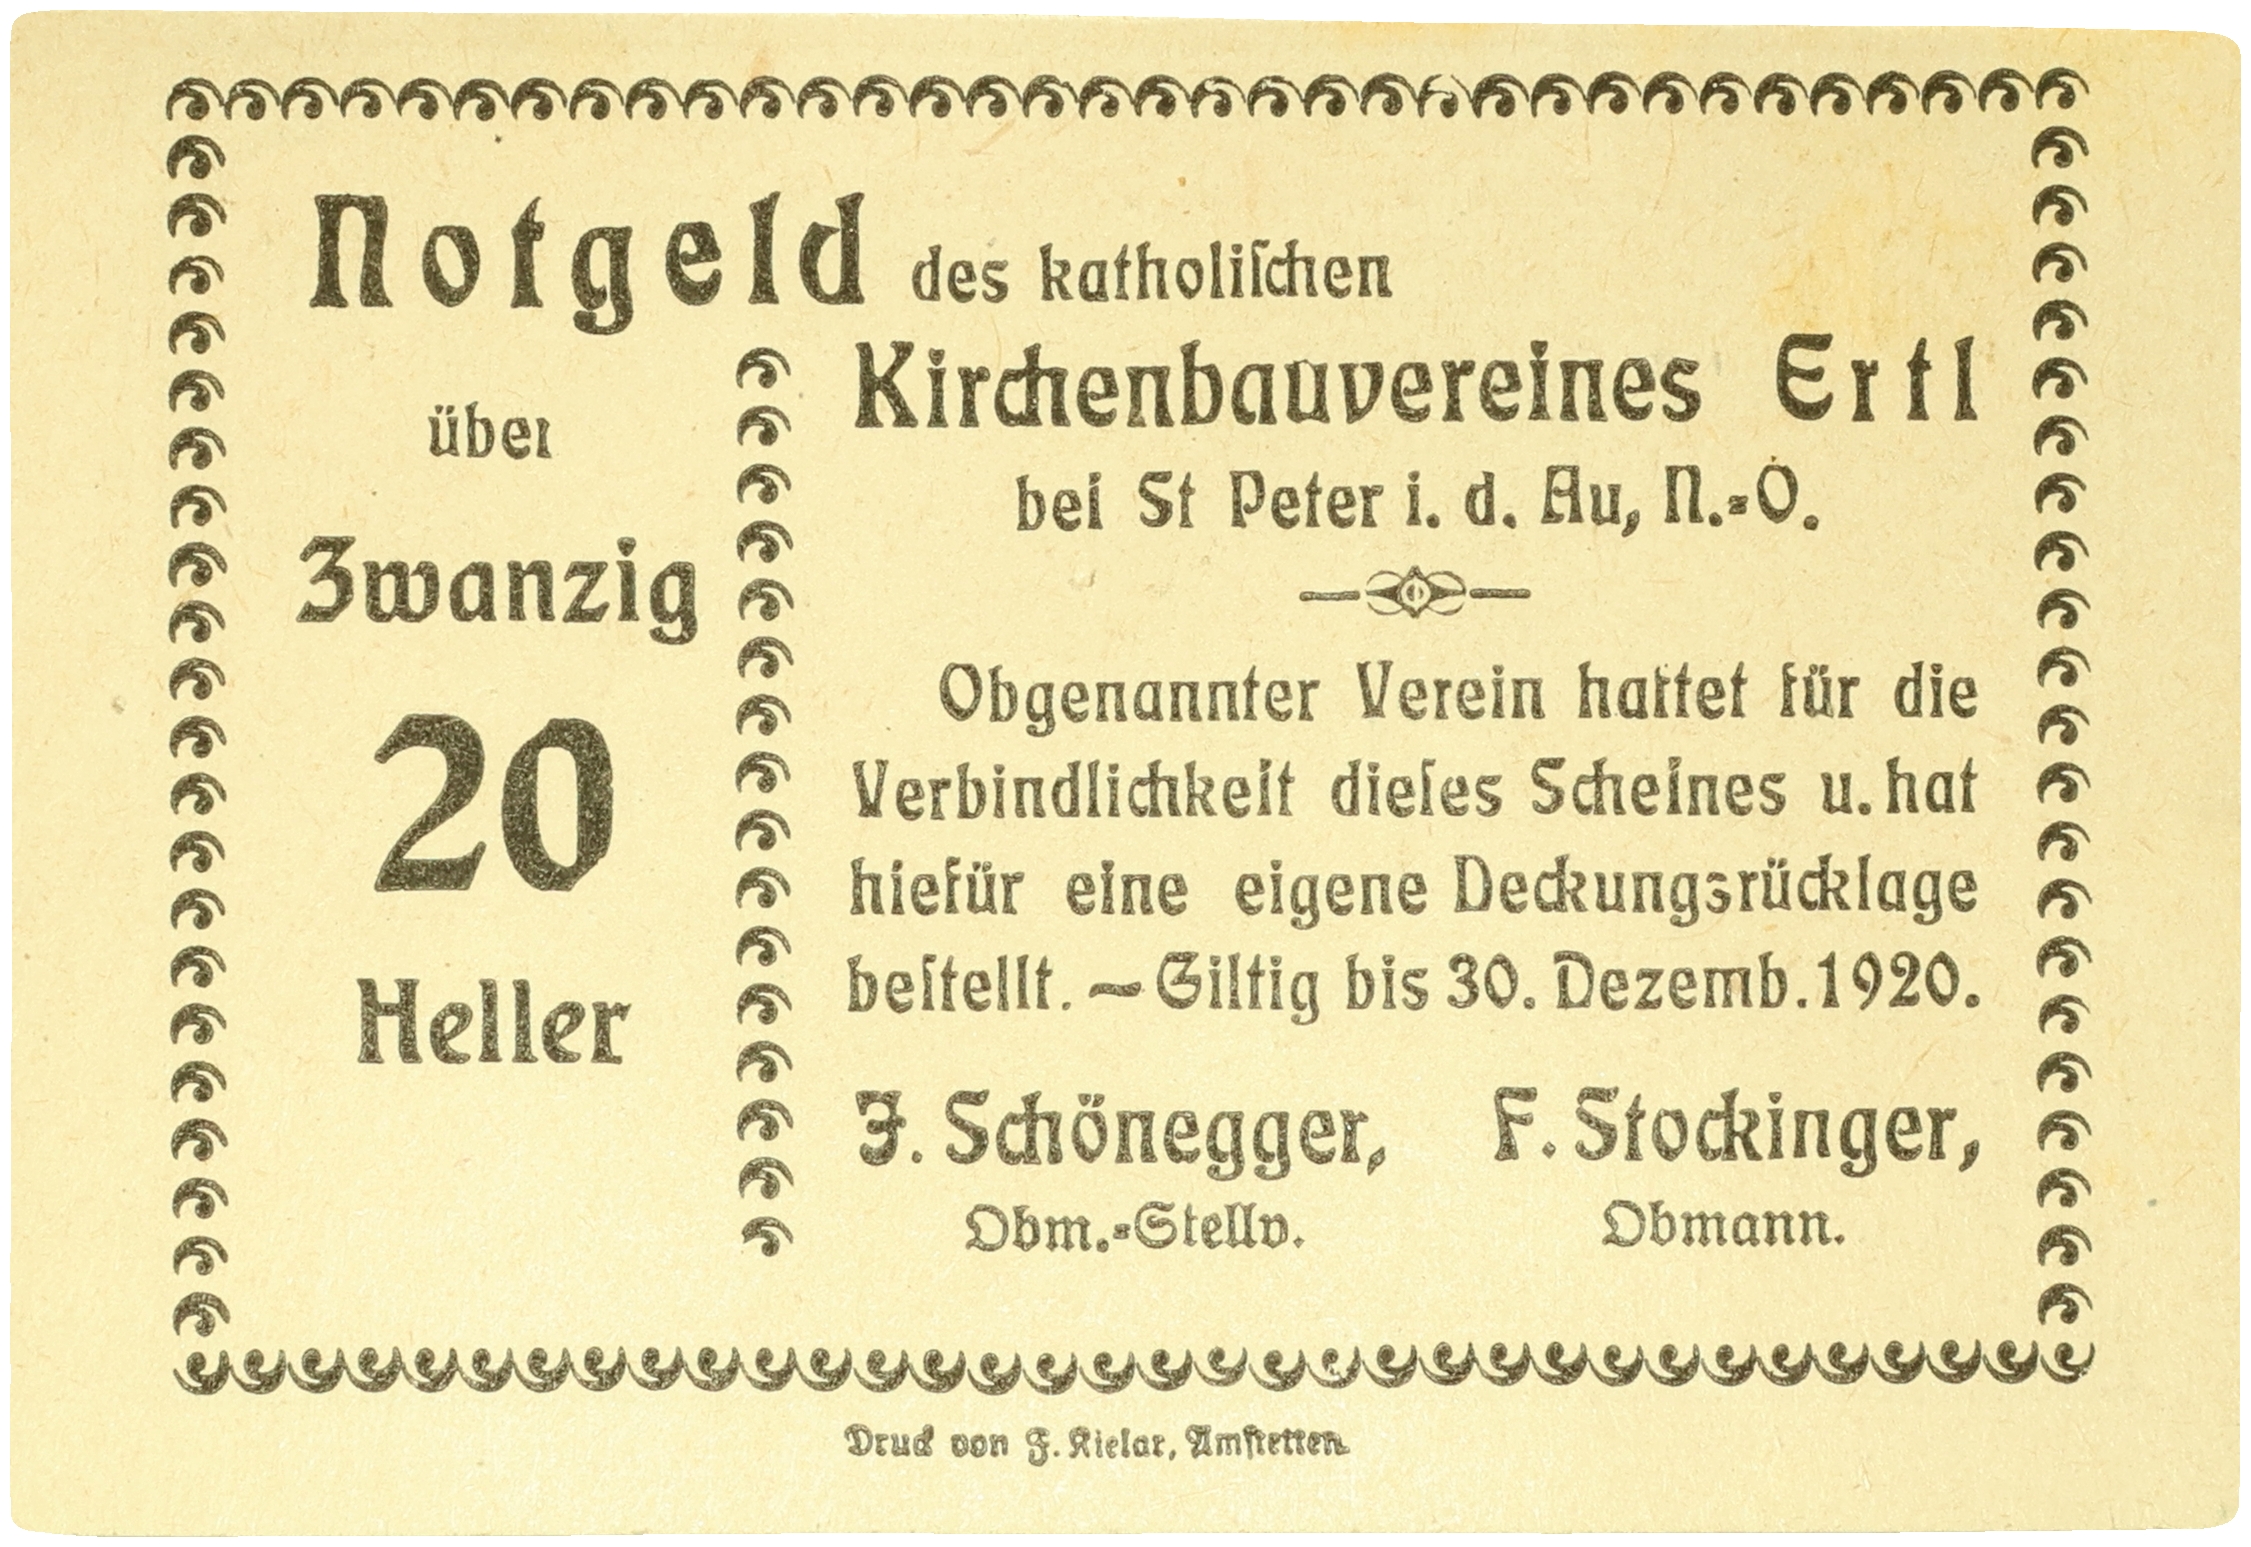 Notgeld des katholiſchen
Kirchenbauvereines Ertl
bei St Peter i. d. Au, N.-Ö.
über
Zwanzig
20
Heller
Obgenannter Verein haftet für die
Verbindlichkeit dieſes Scheines u. hat
hiefür eine eigene Deckungsrücklage
beſtellt. — Giltig bis 30. Dezemb. 1920.
J. Schönegger, F. Stockinger,
Obm.-Stellv. Obmann.
Druck von F. Kielar, Amſtetten